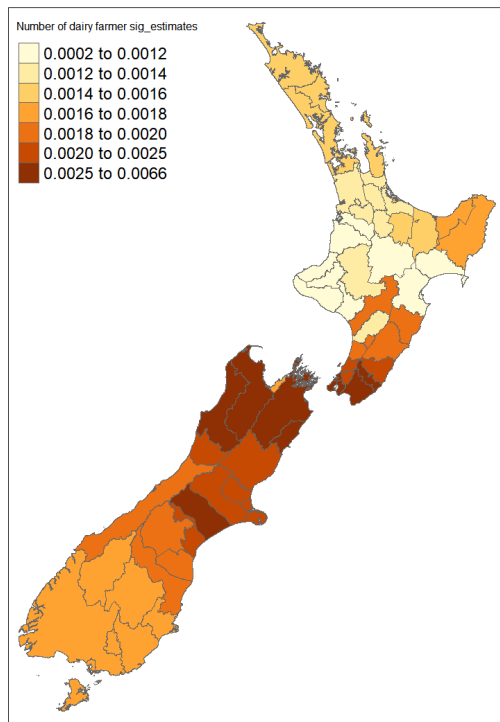 Number of dairy farmer sig_estimates
0.0002 to 0.0012
0.0012 to 0.0014
0.0014 to 0.0016
0.0016 to 0.0018
0.0018 to 0.0020
0.0020 to 0.0025
0.0025 to 0.0066